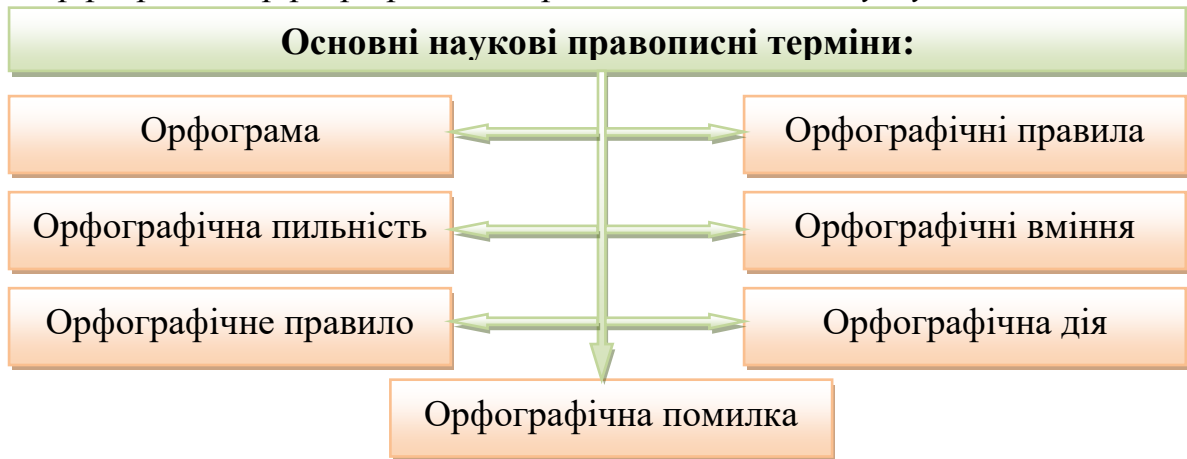 Основні наукові правописні терміни:
Орфограма
Орфографічні правила
Орфографічна пильність
Орфографічні вміння
Орфографічне правило
Орфографічна дія
Орфографічна помилка